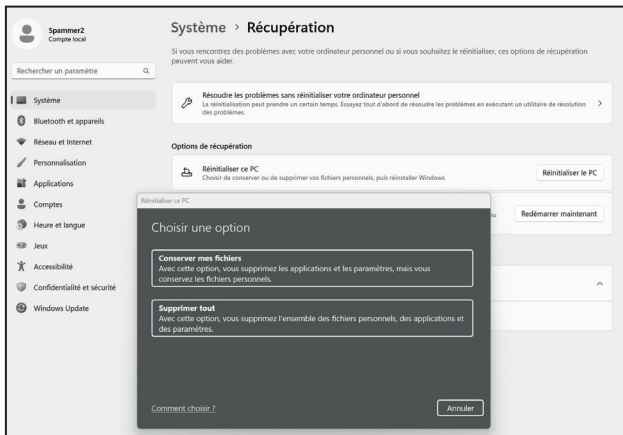 Spammer2
Compte local
Rechercher un paramètre
Système
Bluetooth et appareils
Réseau et Internet
Personnalisation
Applications
Comptes
Heure et langue
Jeux
Accessibilité
Confidentialité et sécurité
Windows Update
Système > Récupération
Si vous rencontrez des problèmes avec votre ordinateur personnel ou si vous souhaitez le réinitialiser, ces options de récupération
peuvent vous aider.
Résoudre les problèmes sans réinitialiser votre ordinateur personnel
La réinitialisation peut prendre un certain temps. Essayez tout d'abord de résoudre les problèmes en exécutant un utilitaire de résolution
des problèmes.
Options de récupération
Réinitialiser ce PC
Choisir de conserver ou de supprimer vos fichiers personnels, puis réinstaller Windows
Réinitialiser le PC
ou
Redémarrer maintenant
Réinitialiser ce PC
Choisir une option
Conserver mes fichiers
Avec cette option, vous supprimez les applications et les paramètres, mais vous
conservez les fichiers personnels.
Supprimer tout
Avec cette option, vous supprimez l'ensemble des fichiers personnels, des applications et
des paramètres.
Comment choisir ?
Annuler